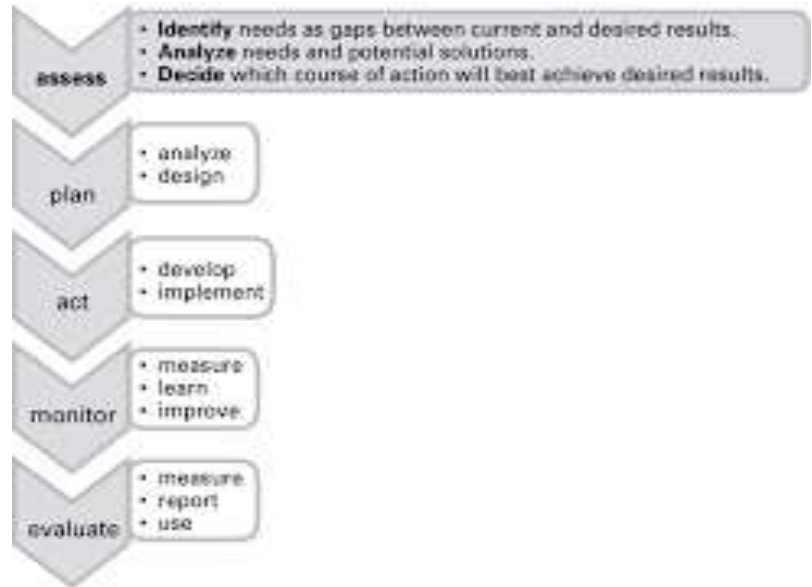 assess
• Identify needs as gaps between current and desired results.
• Analyze needs and potential solutions.
• Decide which course of action will best achieve desired results.
plan
• analyze
• design
act
• develop
• implement
monitor
• measure
• learn
• improve
evaluate
• measure
• report
• use